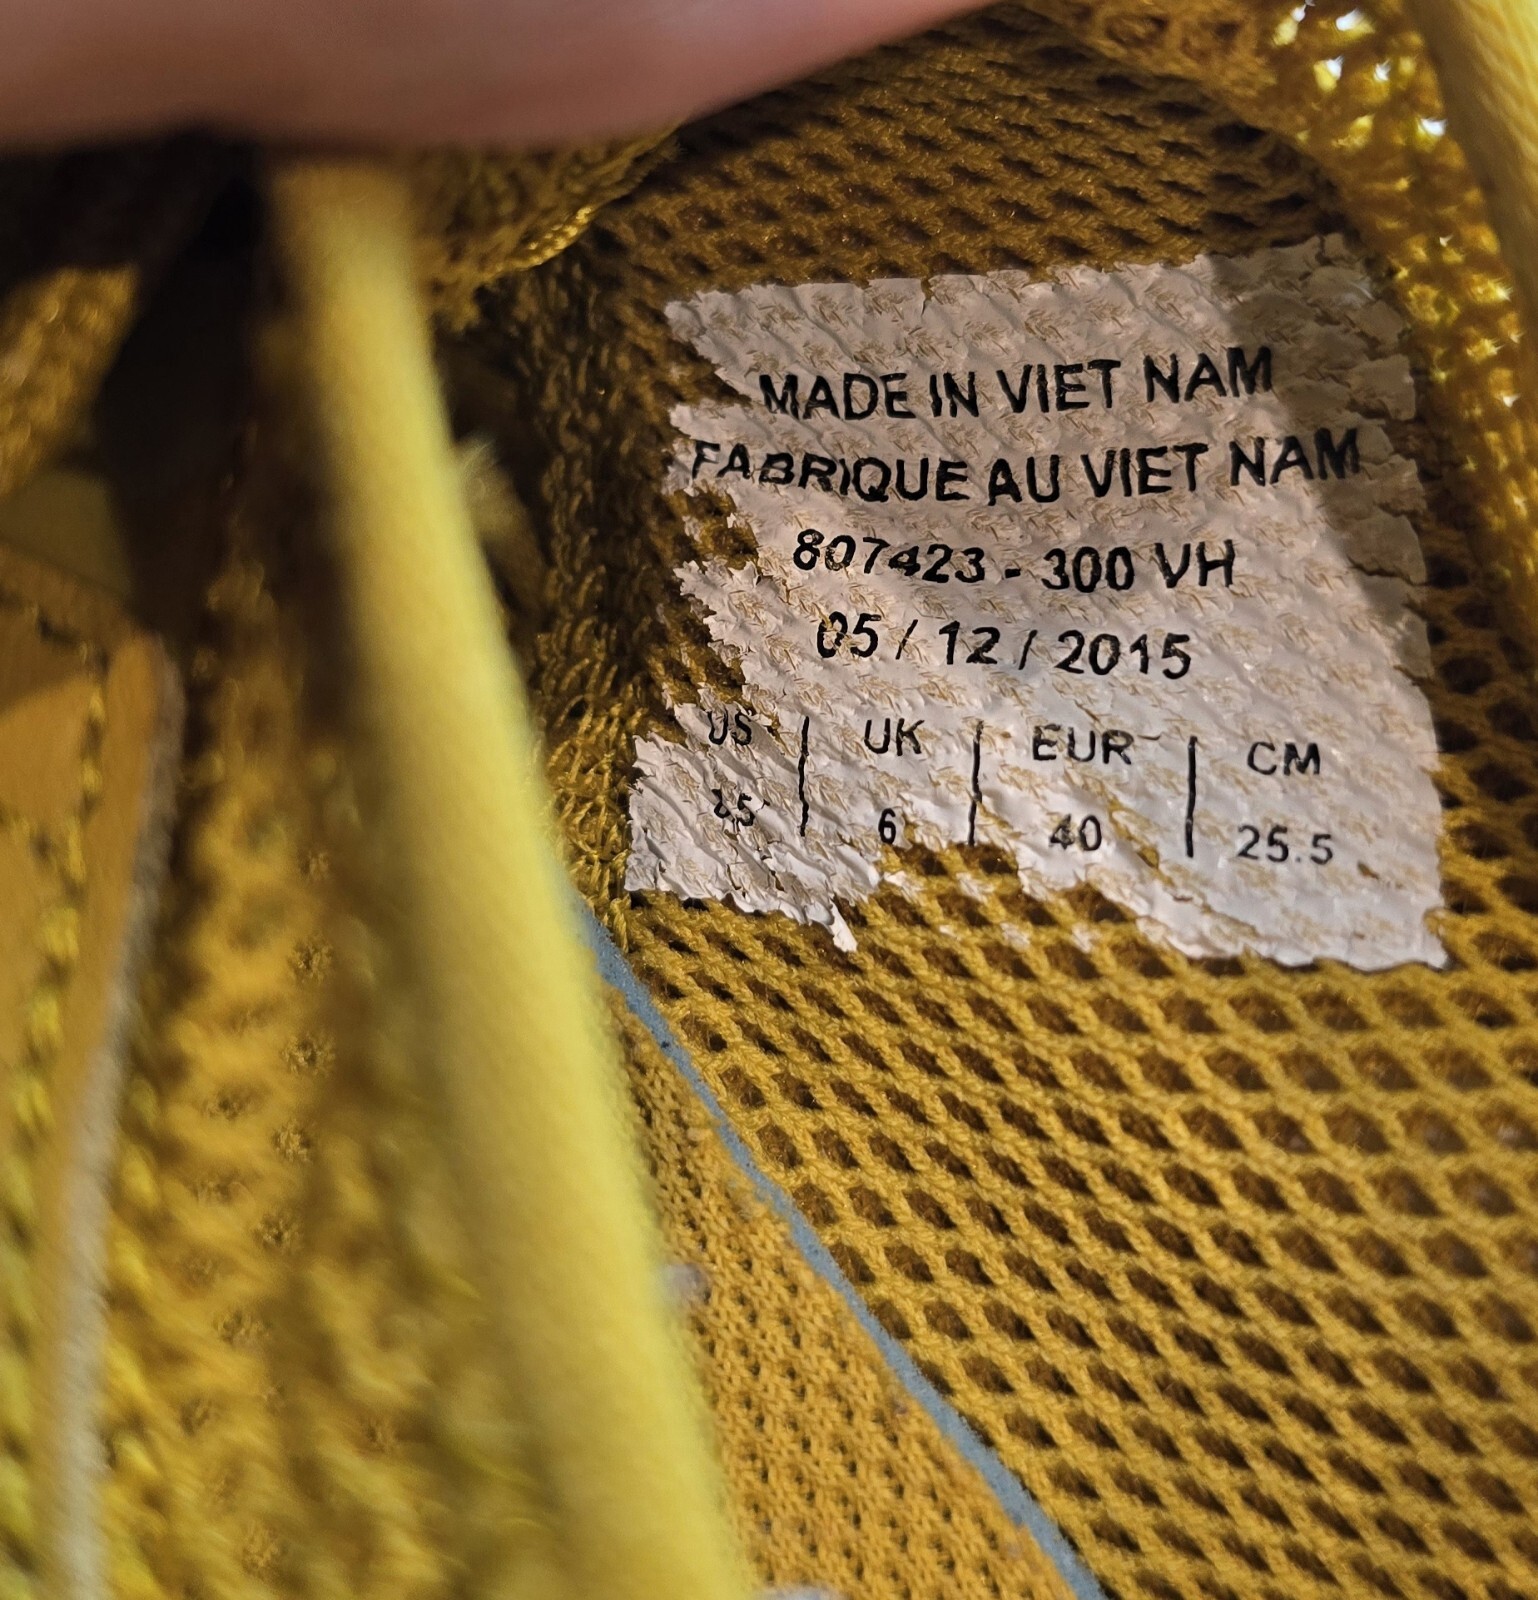 MADE IN VIET NAM
FABRIQUE AU VIET NAM
807423 - 300 VH
05 / 12 / 2015
US | UK | EUR | CM
6 | 40 | 25.5